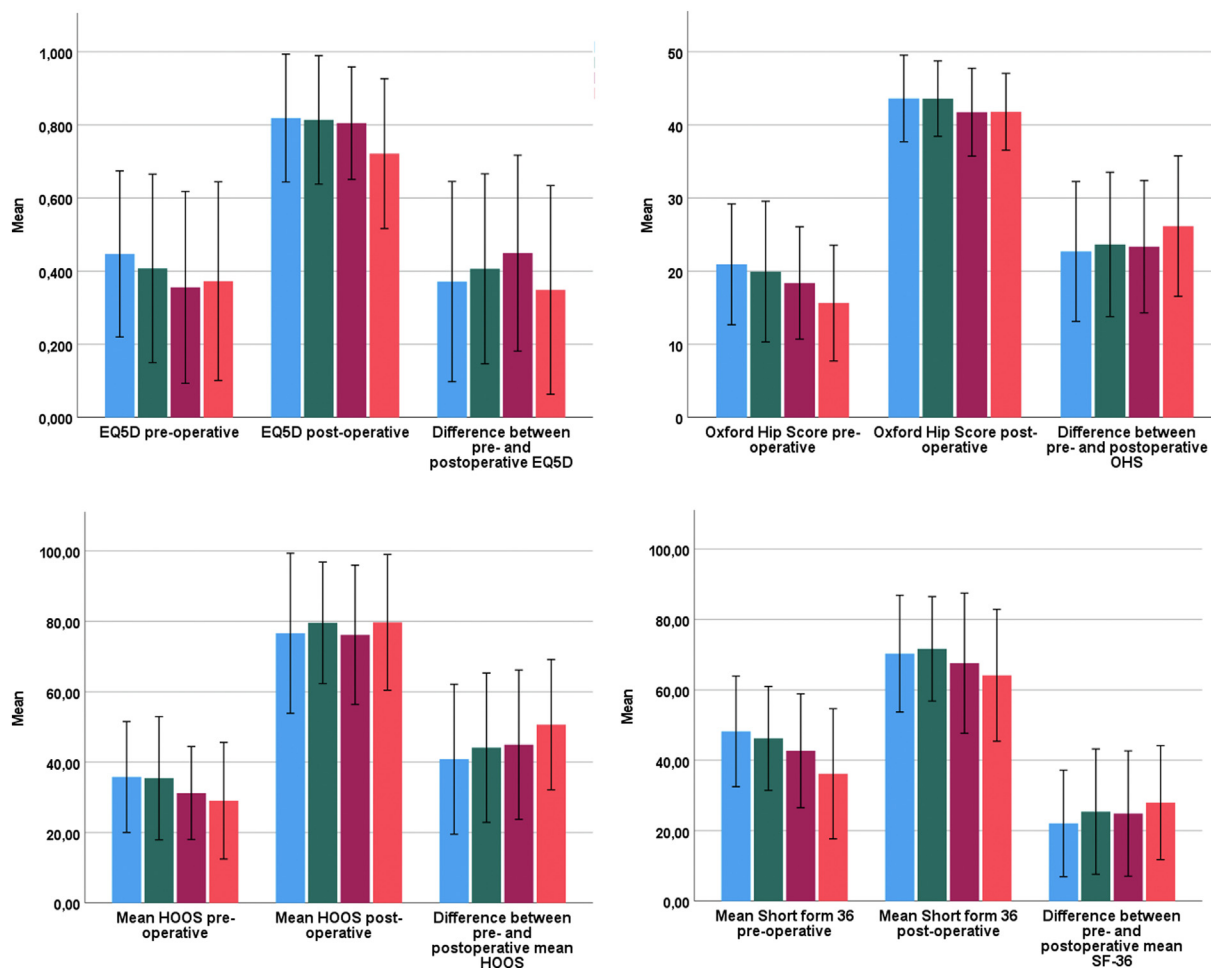 1,000
0,800
0,600
0,400
0,200
0,000
Mean
EQ5D pre-operative
EQ5D post-operative
Difference between
pre- and
postoperative EQ5D
50
40
30
20
10
0
Mean
Oxford Hip Score pre-
operative
Oxford Hip Score post-
operative
Difference between
pre- and postoperative
OHS
100,00
80,00
60,00
40,00
20,00
0,00
Mean
Mean HOOS pre-
operative
Mean HOOS post-
operative
Difference between
pre- and
postoperative mean
HOOS
100,00
80,00
60,00
40,00
20,00
0,00
Mean
Mean Short form 36
pre-operative
Mean Short form 36
post-operative
Difference between
pre- and
postoperative mean
SF-36